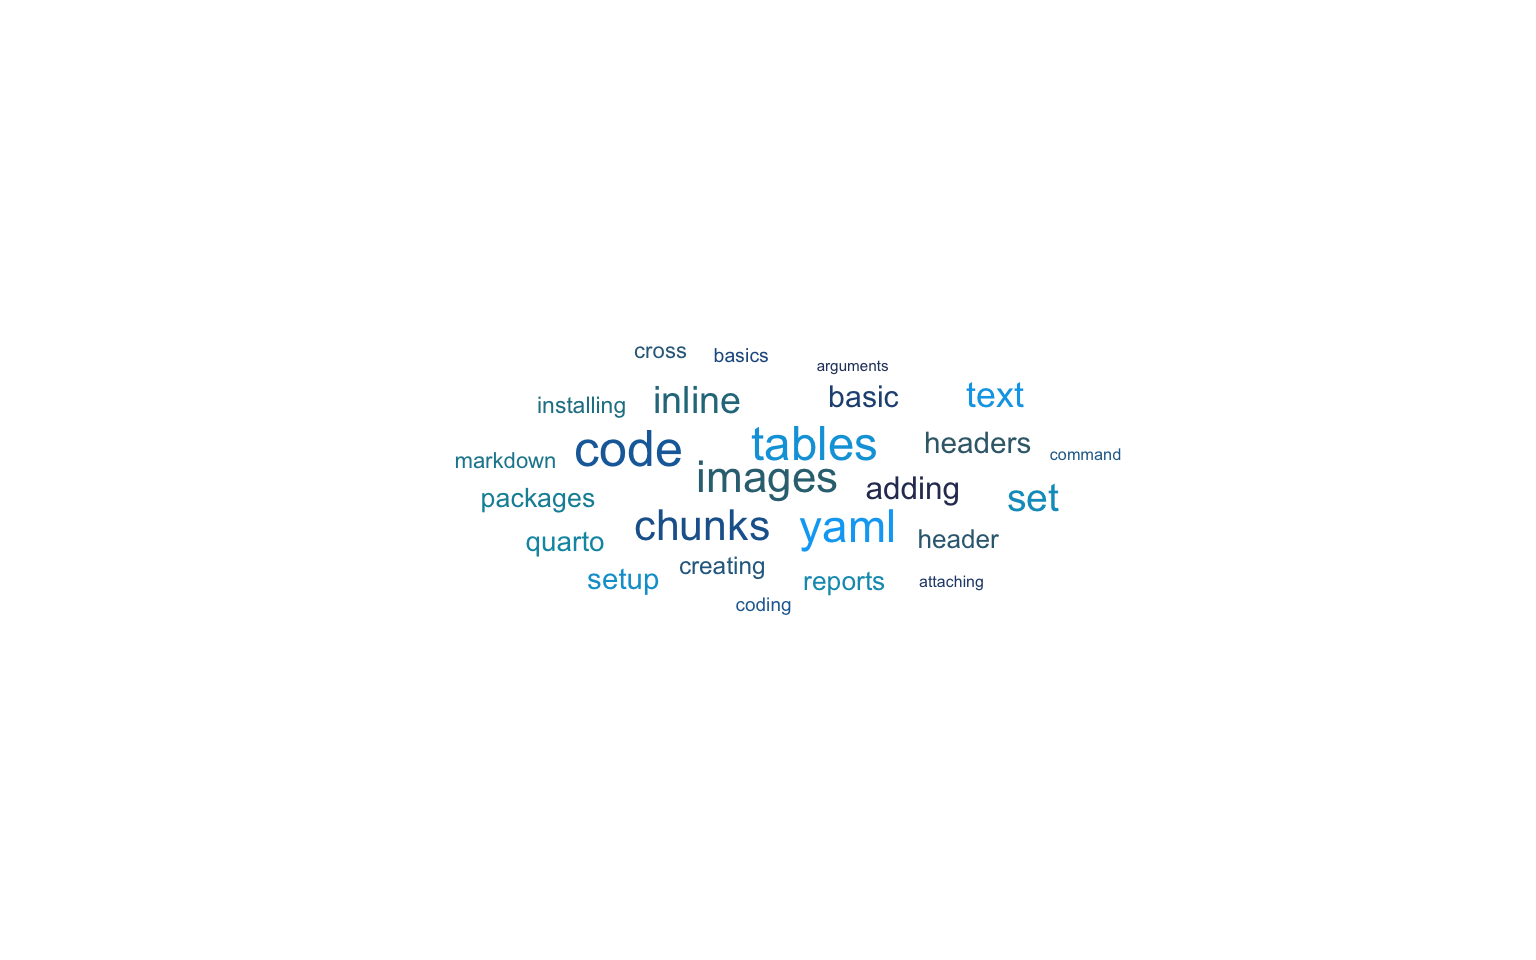 cross
basics
arguments
installing
inline
basic
text
markdown
code
tables
headers
command
images
packages
adding
set
quarto
chunks
yaml
header
setup
creating
reports
attaching
coding